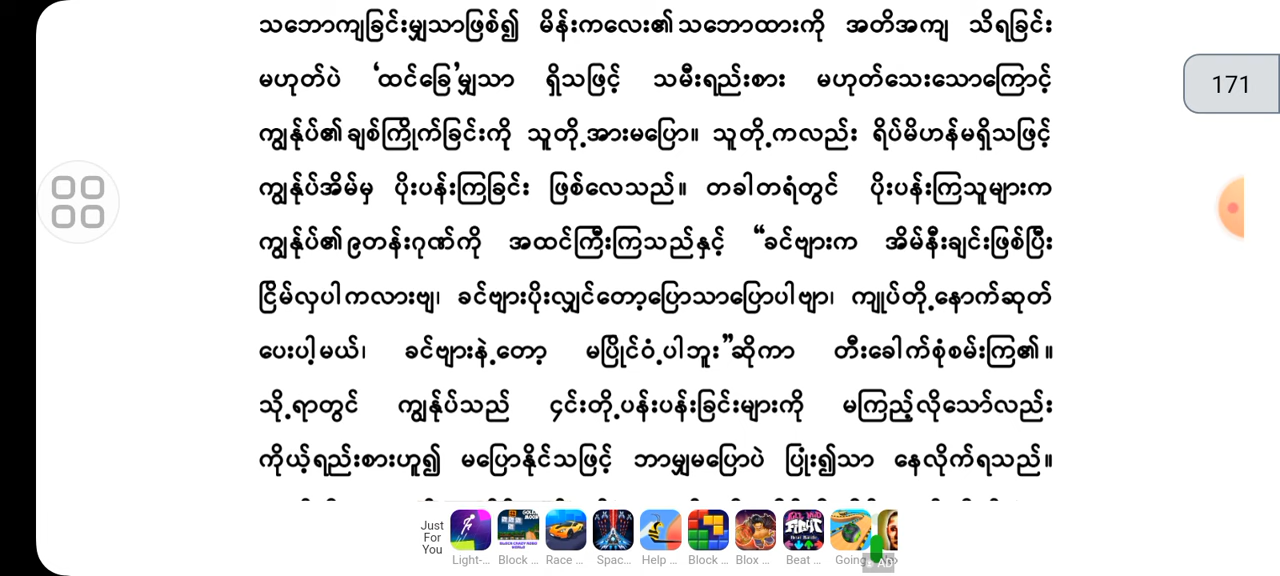 သဘောကျခြင်းမျှသာဖြစ်၍ မိန်းကလေး၏သဘောထားကို အတိအကျ သိရခြင်း
မဟုတ်ပဲ ‘ထင်ခြေ’မျှသာ ရှိသဖြင့် သမီးရည်းစား မဟုတ်သေးသောကြောင့်
ကျွန်ုပ်၏ချစ်ကြိုက်ခြင်းကို သူတို့အားမပြော။ သူတို့ကလည်း ရိပ်မိဟန်မရှိသဖြင့်
ကျွန်ုပ်အိမ်မှ ပိုးပန်းကြခြင်း ဖြစ်လေသည်။ တခါတရံတွင် ပိုးပန်းကြသူများက
ကျွန်ုပ်၏၉တန်းဂုဏ်ကို အထင်ကြီးကြသည်နှင့် “ခင်ဗျားက အိမ်နီးချင်းဖြစ်ပြီး
ငြိမ်လှပါကလားဗျ၊ ခင်ဗျားပိုးလျှင်တော့ပြောသာပြောပါဗျာ၊ ကျုပ်တို့နောက်ဆုတ်
ပေးပါ့မယ်၊ ခင်ဗျားနဲ့တော့ မပြိုင်ဝံ့ပါဘူး”ဆိုကာ တီးခေါက်စုံစမ်းကြ၏။
သို့ရာတွင် ကျွန်ုပ်သည် ၄င်းတို့ပန်းပန်းခြင်းများကို မကြည့်လိုသော်လည်း
ကိုယ့်ရည်းစားဟူ၍ မပြောနိုင်သဖြင့် ဘာမျှမပြောပဲ ပြုံး၍သာ နေလိုက်ရသည်။
171
Just
For
You
Light-...
Block ...
Race ...
Spac...
Help ...
Block ...
Blox ...
Beat ...
Going
AD